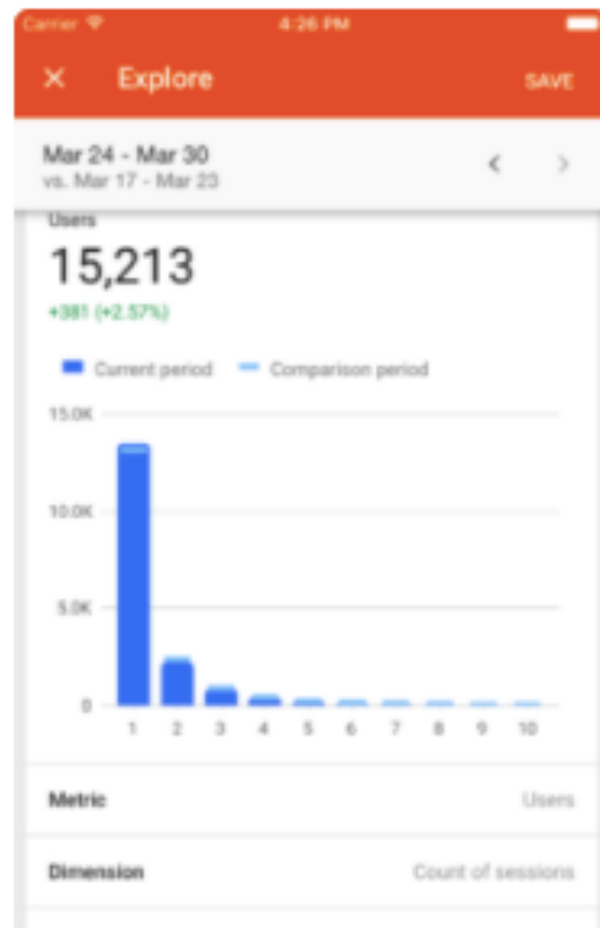 Carrier 4:26 PM
Explore SAVE
Mar 24 - Mar 30
vs. Mar 17 - Mar 23
Users
15,213
+381 (+2.57%)
Current period Comparison period
15.0K
10.0K
5.0K
0
1 2 3 4 5 6 7 8 9 10
Metric Users
Dimension Count of sessions